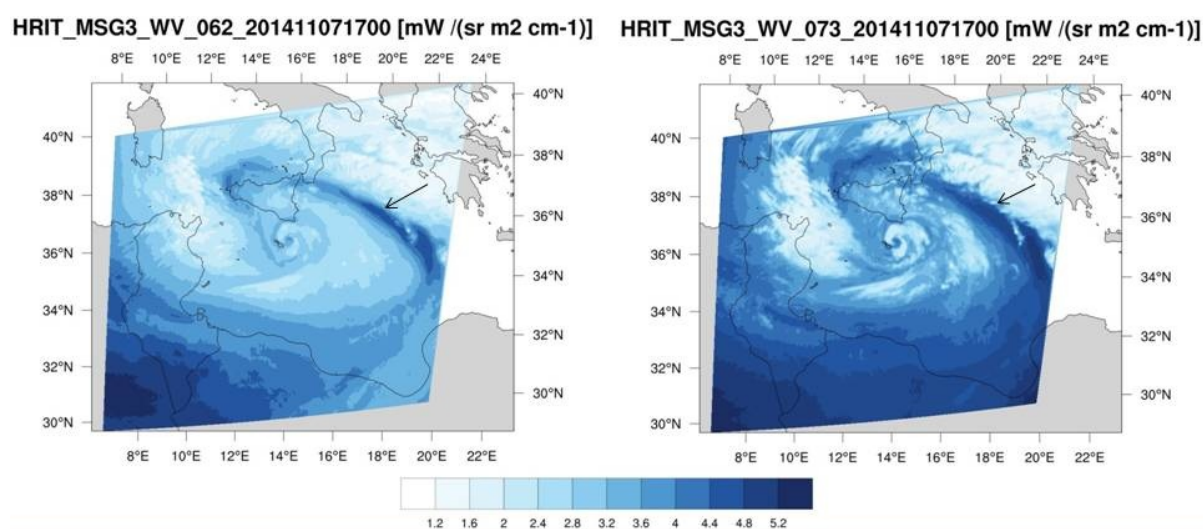 HRIT_MSG3_WV_062_201411071700 [mW /(sr m2 cm-1)]
8°E 10°E 12°E 14°E 16°E 18°E 20°E 22°E 24°E
40°N 40°N
38°N 38°N
36°N 36°N
36°N 34°N
34°N 32°N
32°N 30°N
30°N
8°E 10°E 12°E 14°E 16°E 18°E 20°E 22°E
HRIT_MSG3_WV_073_201411071700 [mW /(sr m2 cm-1)]
8°E 10°E 12°E 14°E 16°E 18°E 20°E 22°E 24°E
40°N 40°N
38°N 38°N
36°N 36°N
36°N 34°N
34°N 32°N
32°N 30°N
30°N
8°E 10°E 12°E 14°E 16°E 18°E 20°E 22°E
1.2 1.6 2 2.4 2.8 3.2 3.6 4 4.4 4.8 5.2